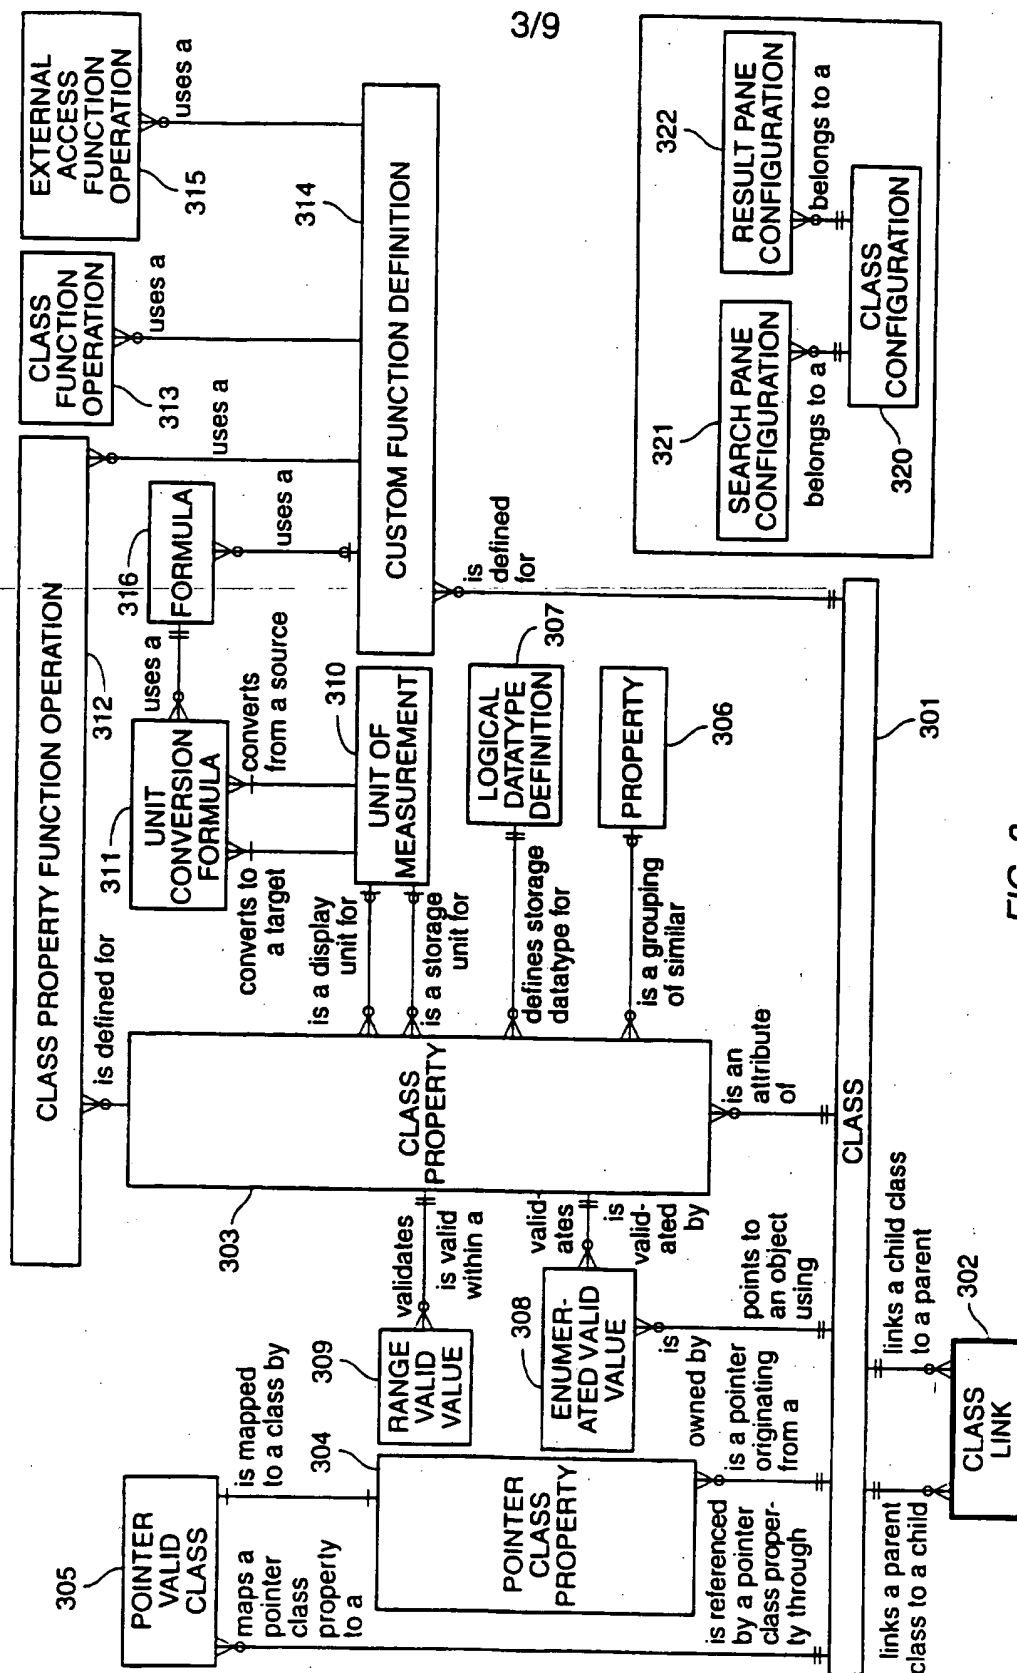 3/9
CLASS PROPERTY FUNCTION OPERATION
312
CLASS
FUNCTION
OPERATION
313
EXTERNAL
ACCESS
FUNCTION
OPERATION
315
uses a
uses a
uses a
uses a
314
CUSTOM FUNCTION DEFINITION
316
FORMULA
uses a
311
UNIT
CONVERSION
FORMULA
converts to
a target
converts
from a source
310
UNIT OF
MEASUREMENT
is a display
unit for
is a storage
unit for
LOGICAL
DATATYPE
DEFINITION
307
defines storage
datatype for
PROPERTY
306
is a grouping
of similar
is defined
for
is defined for
CLASS
PROPERTY
303
is an
attribute
of
validates
is valid
within a
valid-
ates
is
valid-
ated
by
309
RANGE
VALID
VALUE
308
ENUMER-
ATED VALID
VALUE
is
owned by
points to
an object
using
305
POINTER
VALID
CLASS
is mapped
to a class by
maps a
pointer
class
property
to a
304
POINTER
CLASS
PROPERTY
is a pointer
originating
from a
is referenced
by a pointer
class proper-
ty through
CLASS
301
links a parent
class to a child
links a child class
to a parent
302
CLASS
LINK
321
SEARCH PANE
CONFIGURATION
322
RESULT PANE
CONFIGURATION
belongs to a
belongs to a
CLASS
CONFIGURATION
320